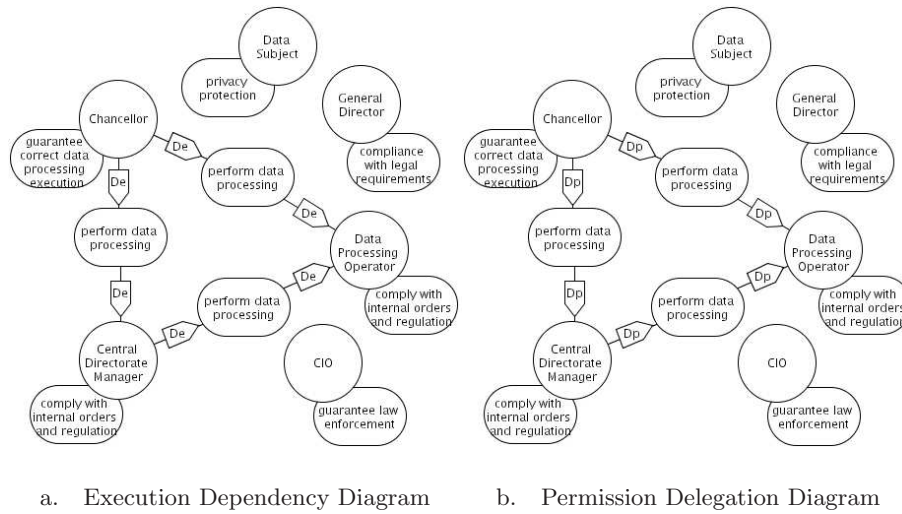 Data
Subject
privacy
protection
General
Director
compliance
with legal
requirements
Chancellor
guarantee
correct data
processing
execution
De
De
perform data
processing
perform data
processing
De
De
Data
Processing
Operator
comply with
internal orders
and regulation
De
perform data
processing
De
Central
Directorate
Manager
comply with
internal orders
and regulation
CIO
guarantee law
enforcement
a. Execution Dependency Diagram
Data
Subject
privacy
protection
General
Director
compliance
with legal
requirements
Chancellor
guarantee
correct data
processing
execution
Dp
Dp
perform data
processing
perform data
processing
Dp
Dp
Data
Processing
Operator
comply with
internal orders
and regulation
Dp
perform data
processing
Dp
Central
Directorate
Manager
comply with
internal orders
and regulation
CIO
guarantee law
enforcement
b. Permission Delegation Diagram